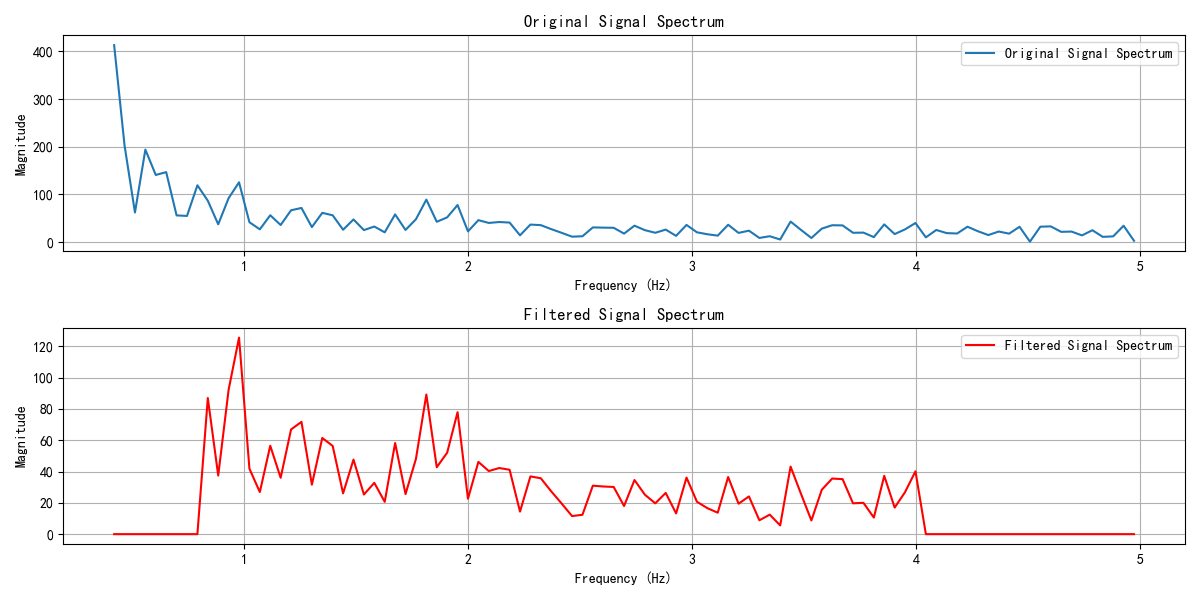 Original Signal Spectrum
Original Signal Spectrum
400
300
200
100
0
Magnitude
1 2 3 4 5
Frequency (Hz)
Filtered Signal Spectrum
Filtered Signal Spectrum
120
100
80
60
40
20
0
Magnitude
1 2 3 4 5
Frequency (Hz)